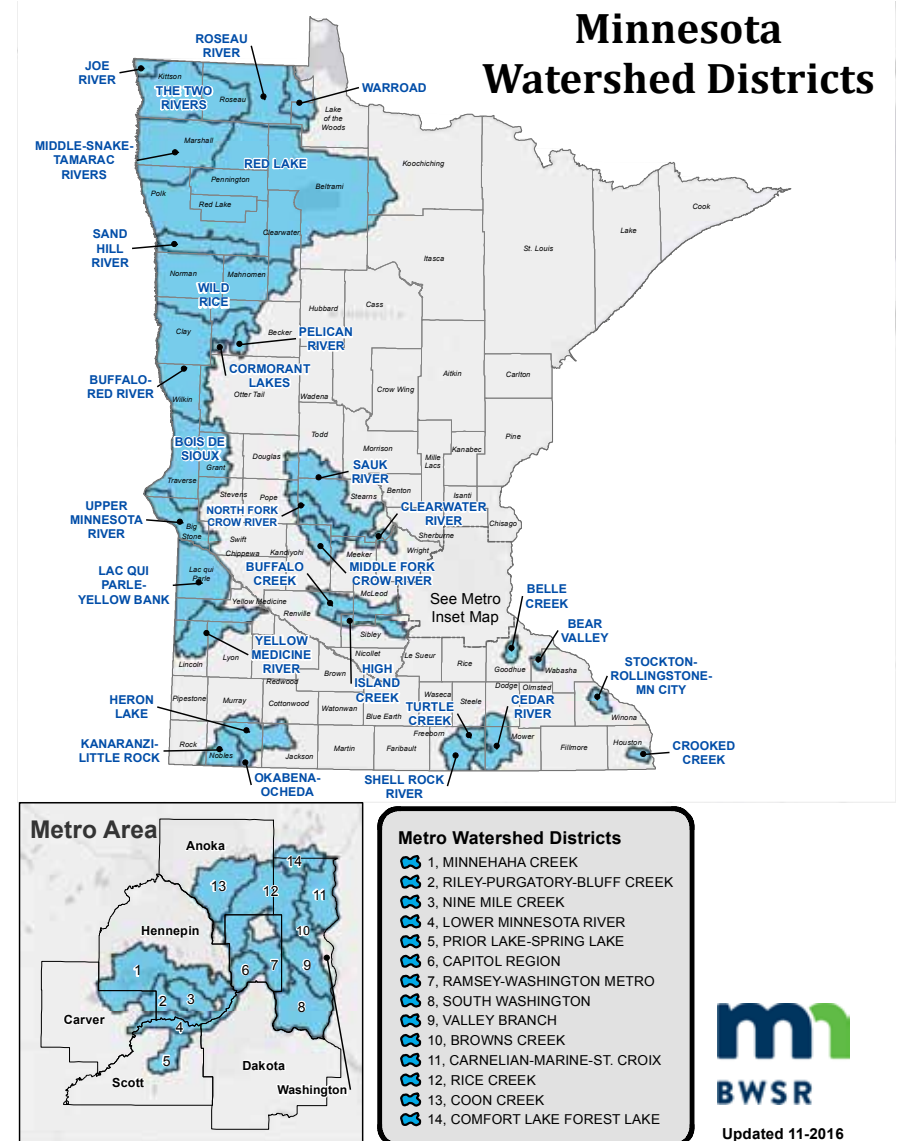 Minnesota
Watershed Districts
ROSEAU
RIVER
JOE
RIVER
Kittson
THE TWO
RIVERS
Roseau
WARROAD
Lake
of the
Woods
MIDDLE-SNAKE-
TAMARAC
RIVERS
Marshall
RED LAKE
Koochiching
Pennington
Beltrami
Polk
Red Lake
Cook
Lake
Clearwater
SAND
HILL
RIVER
St. Louis
Itasca
Norman
Mahnomen
WILD
RICE
Hubbard
Cass
MINNESOTA
Clay
Becker
PELICAN
RIVER
CORMORANT
LAKES
Aitkin
Carlton
BUFFALO-
RED RIVER
Wilkin
Otter Tail
Wadena
Crow Wing
BOIS DE
SIOUX
Todd
Morrison
Mille
Lacs
Kanabec
Pine
Grant
Douglas
Traverse
SAUK
RIVER
Stevens
Pope
Stearns
Benton
Isanti
UPPER
MINNESOTA
RIVER
NORTH FORK
CROW RIVER
CLEARWATER
RIVER
Chisago
Big
Stone
Swift
Sherburne
Chippewa
Kandiyohi
Meeker
Wright
LAC QUI
PARLE-
YELLOW BANK
Lac qui
Parle
BUFFALO
CREEK
MIDDLE FORK
CROW RIVER
McLeod
See Metro
Inset Map
BELLE
CREEK
Yellow Medicine
Renville
Sibley
BEAR
VALLEY
YELLOW
MEDICINE
RIVER
Nicollet
Le Sueur
Rice
Goodhue
Wabasha
Lincoln
Lyon
Brown
HIGH
ISLAND
CREEK
STOCKTON-
ROLLINGSTONE-
MN CITY
Redwood
Waseca
Steele
Dodge
Olmsted
HERON
LAKE
Pipestone
Murray
Cottonwood
Watonwan
Blue Earth
TURTLE
CREEK
CEDAR
RIVER
Winona
Freeborn
Mower
KANARANZI-
LITTLE ROCK
Rock
Nobles
Jackson
Martin
Faribault
Fillmore
Houston
CROOKED
CREEK
OKABENA-
OCHEDA
SHELL ROCK
RIVER
Metro Area
Anoka
14
13
12
11
Hennepin
10
1
6
7
9
2
3
8
Carver
4
5
Scott
Dakota
Washington
Metro Watershed Districts
1, MINNEHAHA CREEK
2, RILEY-PURGATORY-BLUFF CREEK
3, NINE MILE CREEK
4, LOWER MINNESOTA RIVER
5, PRIOR LAKE-SPRING LAKE
6, CAPITOL REGION
7, RAMSEY-WASHINGTON METRO
8, SOUTH WASHINGTON
9, VALLEY BRANCH
10, BROWNS CREEK
11, CARNELIAN-MARINE-ST. CROIX
12, RICE CREEK
13, COON CREEK
14, COMFORT LAKE FOREST LAKE
mn
BWSR
Updated 11-2016